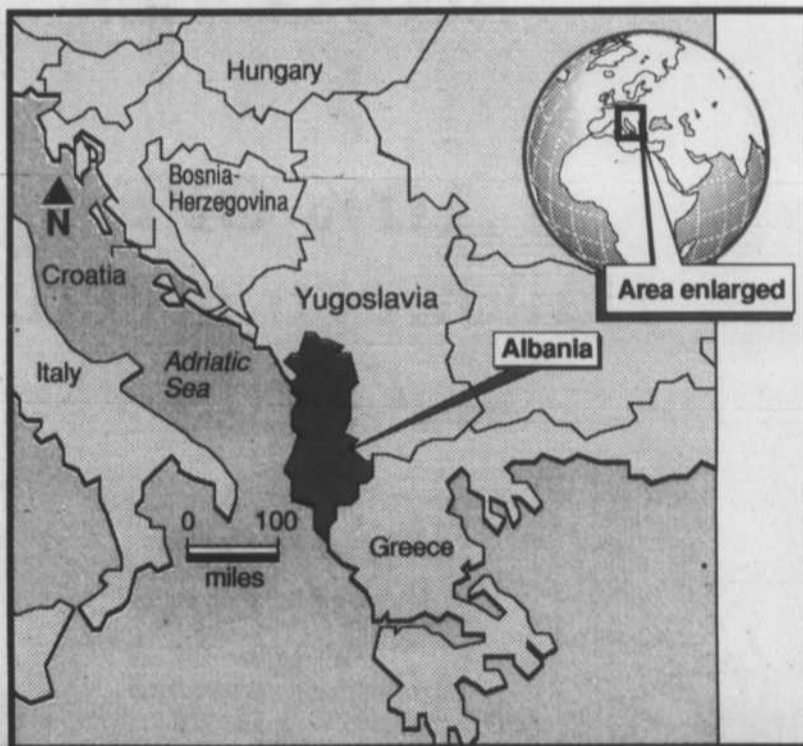 Hungary
Bosnia-
Herzegovina
N
Croatia
Yugoslavia
Area enlarged
Albania
Italy
Adriatic
Sea
0 100
miles
Greece